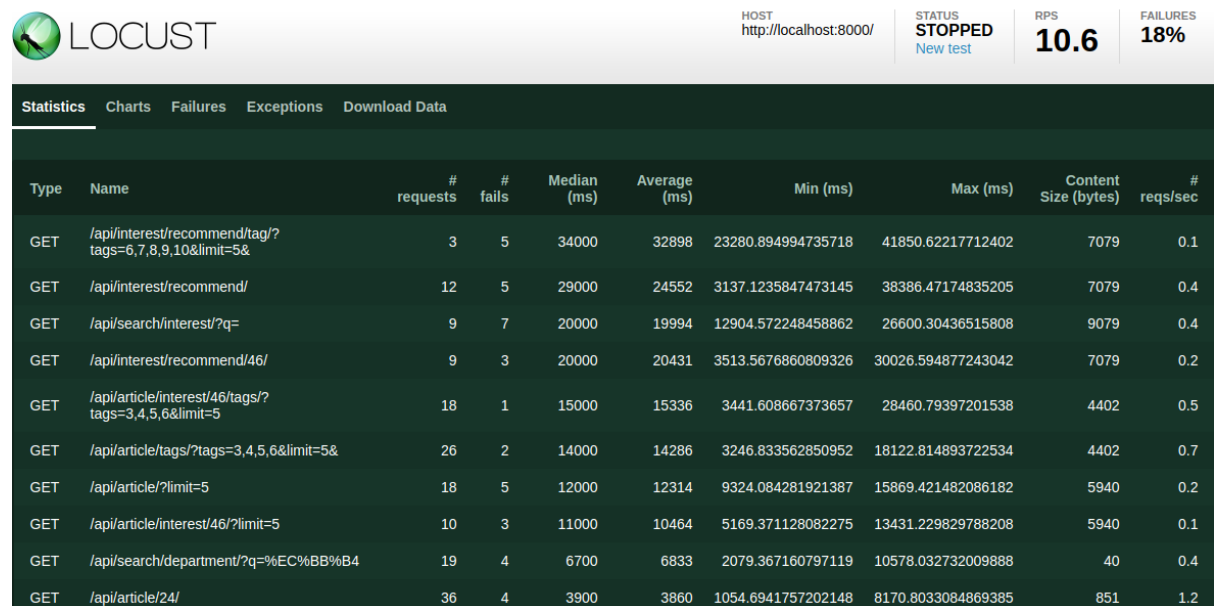 LOCUST
HOST
http://localhost:8000/
STATUS
STOPPED
New test
RPS
10.6
FAILURES
18%
Statistics Charts Failures Exceptions Download Data
Type Name # requests # fails Median (ms) Average (ms) Min (ms) Max (ms) Content Size (bytes) # reqs/sec
GET /api/interest/recommend/tag/?tags=6,7,8,9,10&limit=5& 3 5 34000 32898 23280.894994735718 41850.62217712402 7079 0.1
GET /api/interest/recommend/ 12 5 29000 24552 3137.1235847473145 38386.47174835205 7079 0.4
GET /api/search/interest/?q= 9 7 20000 19994 12904.572248458862 26600.30436515808 9079 0.4
GET /api/interest/recommend/46/ 9 3 20000 20431 3513.5676860809326 30026.594877243042 7079 0.2
GET /api/article/interest/46/tags/?tags=3,4,5,6&limit=5 18 1 15000 15336 3441.608667373657 28460.79397201538 4402 0.5
GET /api/article/tags/?tags=3,4,5,6&limit=5& 26 2 14000 14286 3246.833562850952 18122.814893722534 4402 0.7
GET /api/article/?limit=5 18 5 12000 12314 9324.084281921387 15869.421482086182 5940 0.2
GET /api/article/interest/46/?limit=5 10 3 11000 10464 5169.371128082275 13431.229829788208 5940 0.1
GET /api/search/department/?q=%EC%BB%B4 19 4 6700 6833 2079.367160797119 10578.032732009888 40 0.4
GET /api/article/24/ 36 4 3900 3860 1054.6941757202148 8170.8033084869385 851 1.2